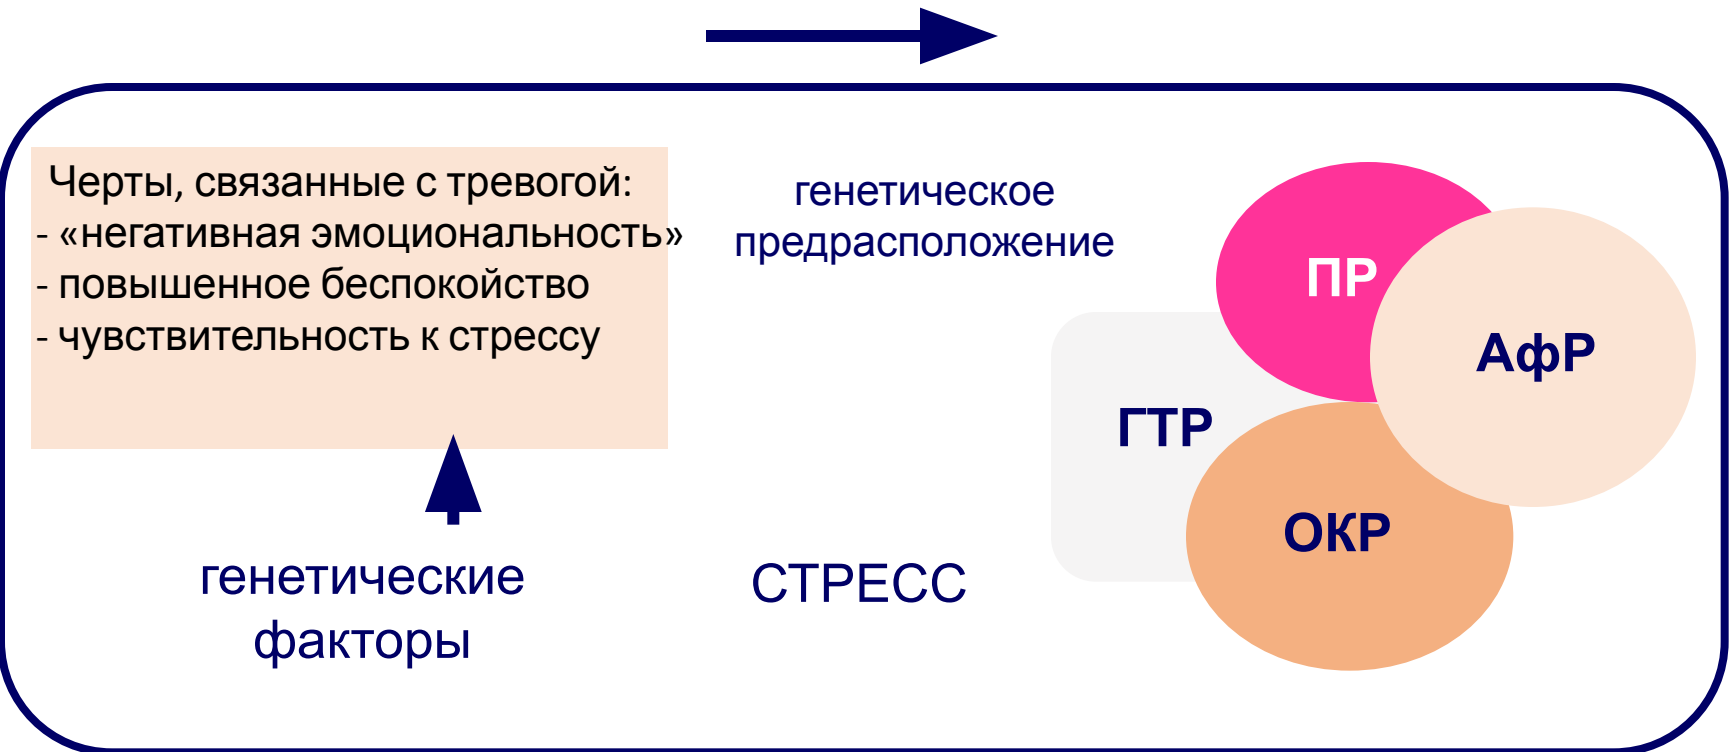 Черты, связанные с тревогой:
- «негативная эмоциональность»
- повышенное беспокойство
- чувствительность к стрессу
генетические
факторы
генетическое
предрасположение
СТРЕСС
ПР
АфР
ГТР
ОКР